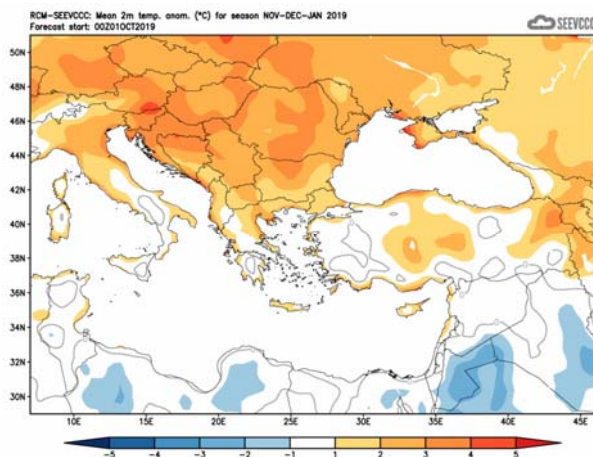 RCM-SEEVCCC: Mean 2m temp. anom. (°C) for season NOV-DEC-JAN 2019
Forecast start: 00Z01OCT2019
SEEVCCC
50N
48N
46N
44N
42N
40N
38N
36N
34N
32N
30N
10E 15E 20E 25E 30E 35E 40E 45E
-5 -4 -3 -2 -1 1 2 3 4 5